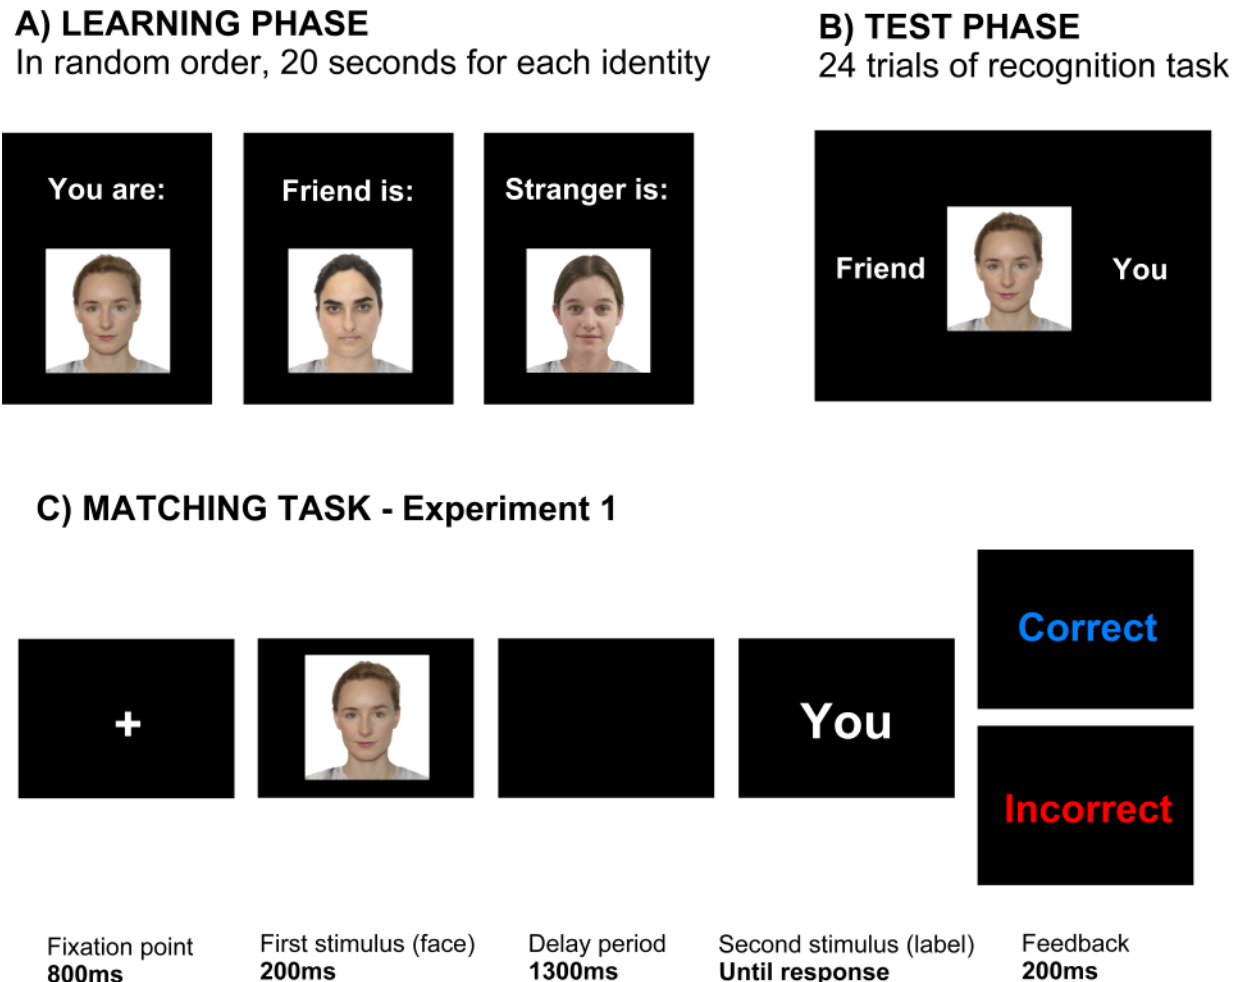 A) LEARNING PHASE
In random order, 20 seconds for each identity
You are:
Friend is:
Stranger is:
B) TEST PHASE
24 trials of recognition task
Friend
You
C) MATCHING TASK - Experiment 1
+
You
Correct
Incorrect
Fixation point
800ms
First stimulus (face)
200ms
Delay period
1300ms
Second stimulus (label)
Until response
Feedback
200ms